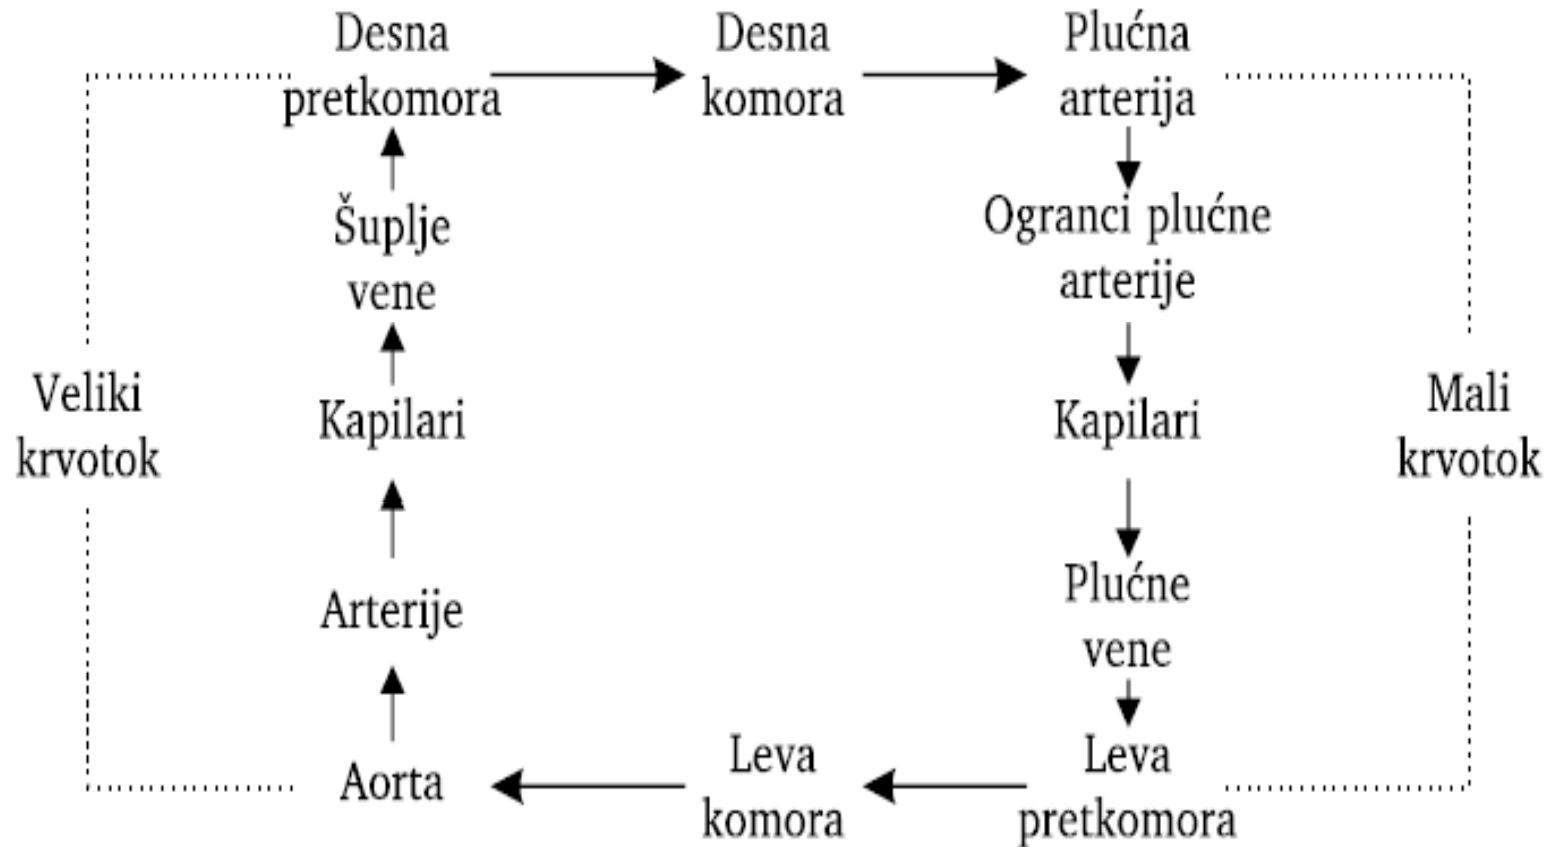 Desna
pretkomora
Desna
komora
Plućna
arterija
Šuplje
vene
Ogranci plućne
arterije
Veliki
krvotok
Kapilari
Kapilari
Mali
krvotok
Arterije
Plućne
vene
Aorta
Leva
komora
Leva
pretkomora